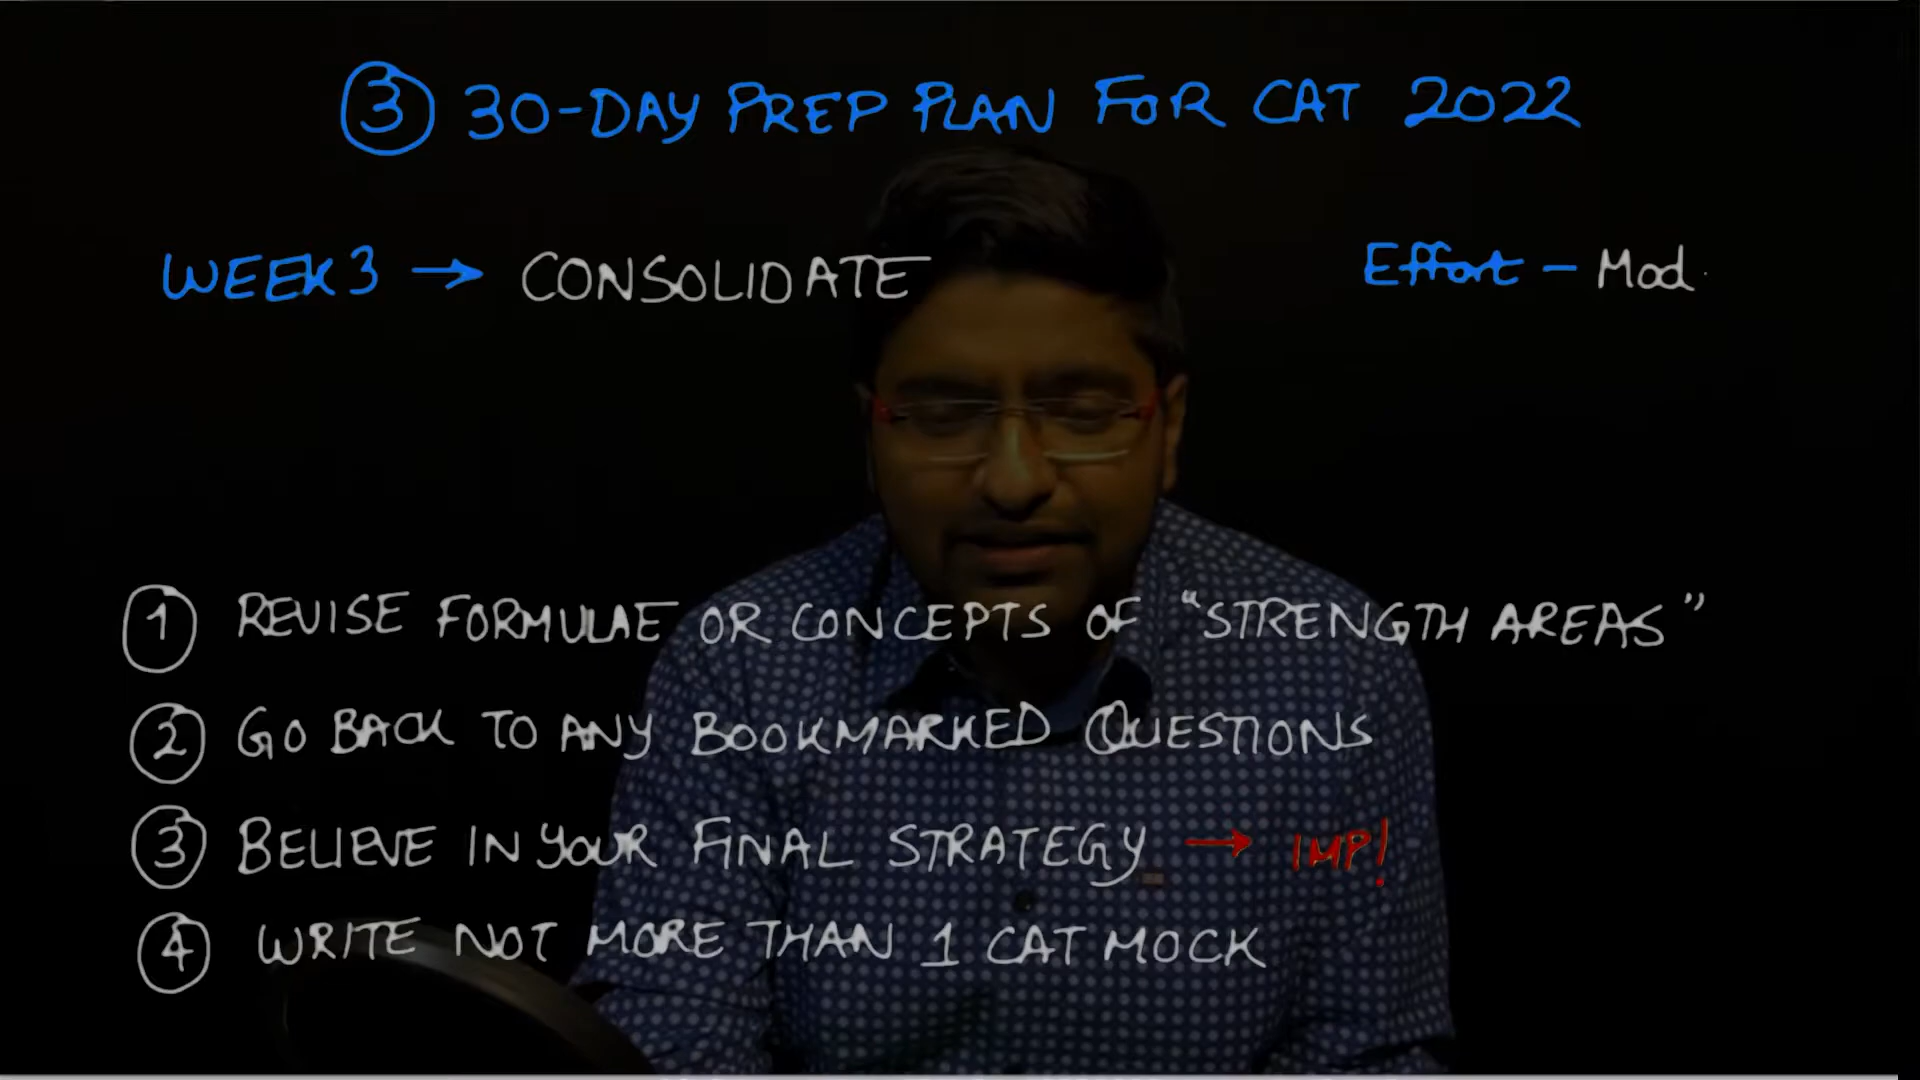 ③ 30-DAY PREP PLAN FOR CAT 2022
WEEK 3 → CONSOLIDATE Effort - Mod.
① REVISE FORMULAE OR CONCEPTS OF "STRENGTH AREAS"
② GO BACK TO ANY BOOKMARKED QUESTIONS
③ BELIEVE IN YOUR FINAL STRATEGY → IMP!
④ WRITE NOT MORE THAN 1 CAT MOCK